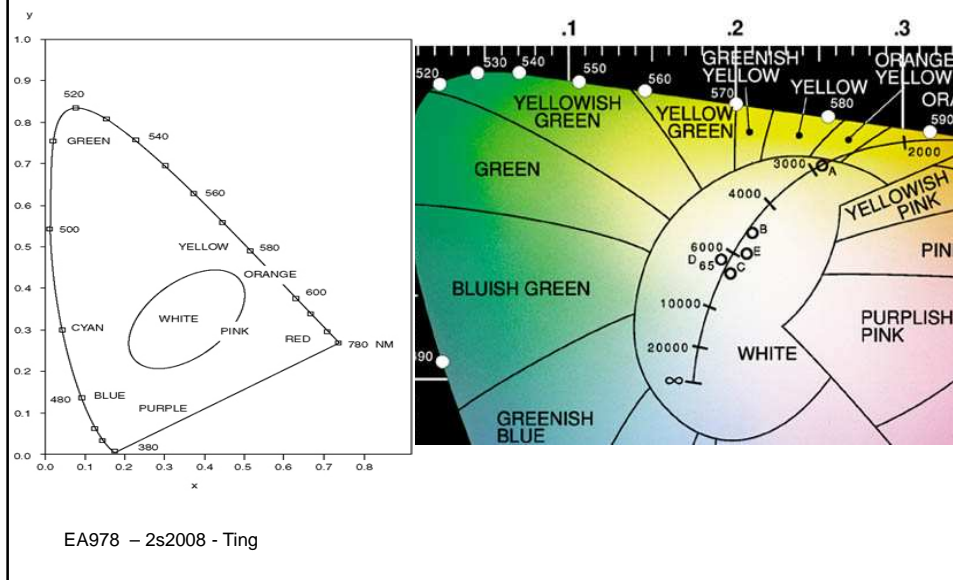 y
1.0
0.9
0.8
0.7
0.6
0.5
0.4
0.3
0.2
0.1
0.0
0.0 0.1 0.2 0.3 0.4 0.5 0.6 0.7 0.8
x
520
GREEN
540
560
500
YELLOW
580
ORANGE
600
WHITE
CYAN
PINK
RED
780 NM
480
BLUE
PURPLE
380
.1 .2 .3
520
530
540
550
560
570
580
590
GREENISH
YELLOW
YELLOW
ORANGE
YELLOW
ORA
YELLOWISH
GREEN
YELLOW
GREEN
GREEN
2000
3000
A
4000
YELLOWISH
PINK
B
6000
E
D 65
C
PIN
BLUISH GREEN
10000
PURPLISH
PINK
20000
WHITE
490
∞
GREENISH
BLUE
EA978 – 2s2008 - Ting